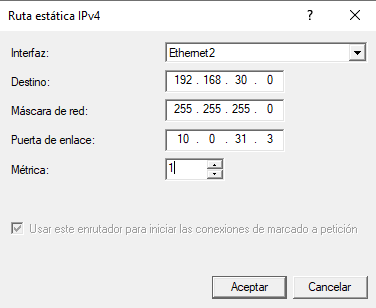 Ruta estática IPv4
Interfaz: Ethernet2
Destino: 192 . 168 . 30 . 0
Máscara de red: 255 . 255 . 255 . 0
Puerta de enlace: 10 . 0 . 31 . 3
Métrica: 1
Usar este enrutador para iniciar las conexiones de marcado a petición
Aceptar Cancelar